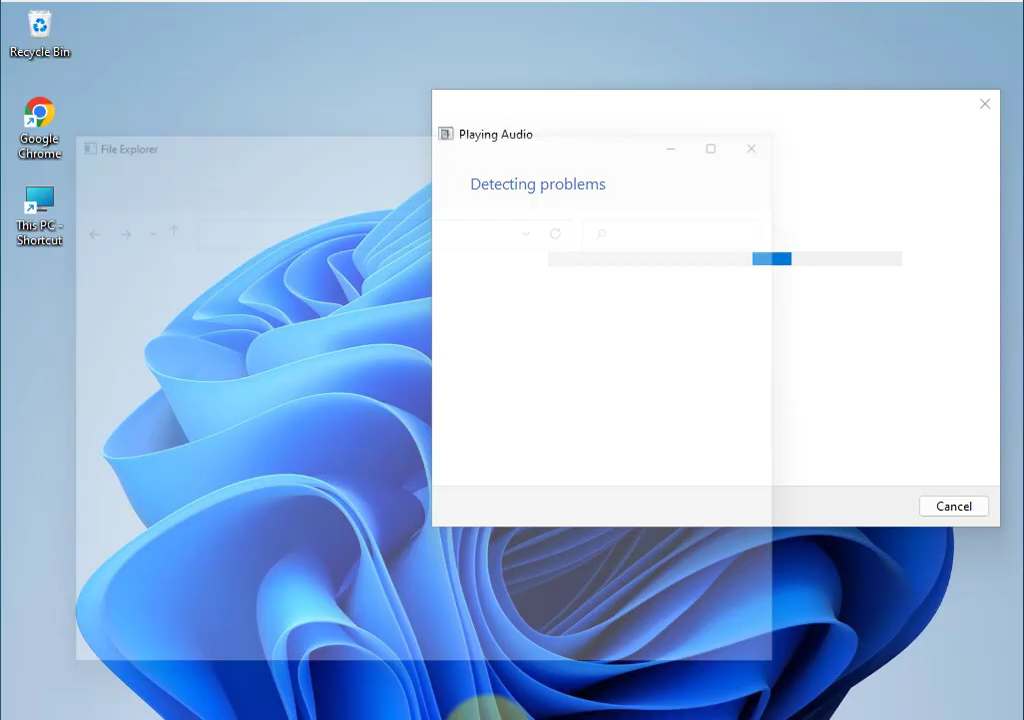 Recycle Bin
Google
Chrome
This PC -
Shortcut
File Explorer
Playing Audio
Detecting problems
Cancel